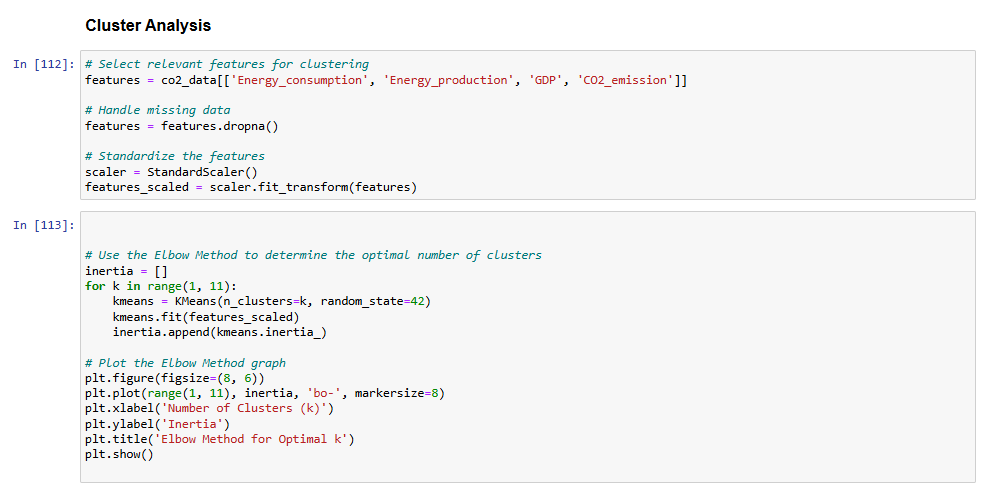 Cluster Analysis
In [112]:
# Select relevant features for clustering
features = co2_data[['Energy_consumption', 'Energy_production', 'GDP', 'CO2_emission']]
# Handle missing data
features = features.dropna()
# Standardize the features
scaler = StandardScaler()
features_scaled = scaler.fit_transform(features)
In [113]:
# Use the Elbow Method to determine the optimal number of clusters
inertia = []
for k in range(1, 11):
    kmeans = KMeans(n_clusters=k, random_state=42)
    kmeans.fit(features_scaled)
    inertia.append(kmeans.inertia_)
# Plot the Elbow Method graph
plt.figure(figsize=(8, 6))
plt.plot(range(1, 11), inertia, 'bo-', markersize=8)
plt.xlabel('Number of Clusters (k)')
plt.ylabel('Inertia')
plt.title('Elbow Method for Optimal k')
plt.show()